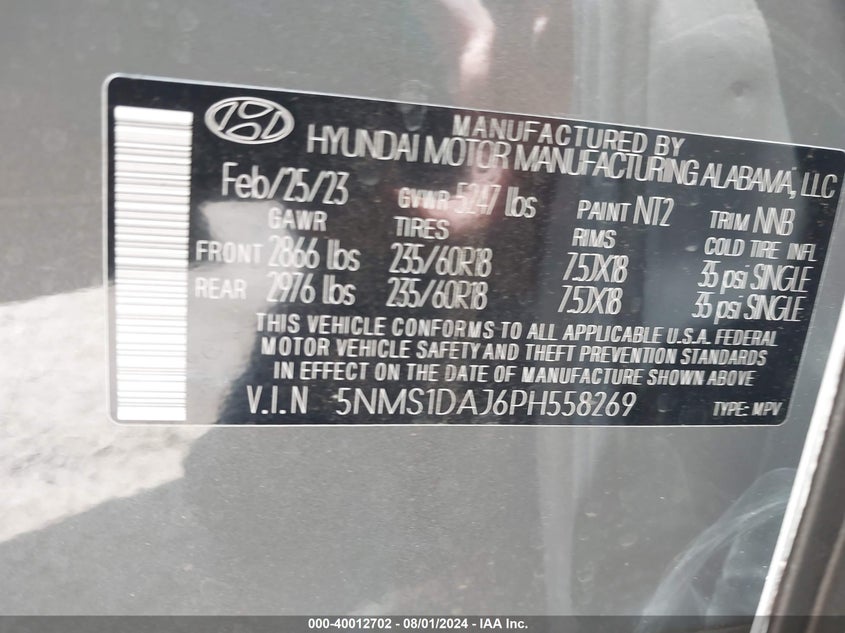 MANUFACTURED BY
HYUNDAI MOTOR MANUFACTURING ALABAMA, LLC
Feb/25/23 GVWR 5247 lbs PAINT NT2 TRIM NNB
GAWR TIRES RIMS COLD TIRE INFL
FRONT 2866 lbs 235/60R18 7.5JX18 35 psi SINGLE
REAR 2976 lbs 235/60R18 7.5JX18 35 psi SINGLE
THIS VEHICLE CONFORMS TO ALL APPLICABLE U.S.A. FEDERAL
MOTOR VEHICLE SAFETY AND THEFT PREVENTION STANDARDS
IN EFFECT ON THE DATE OF MANUFACTURE SHOWN ABOVE
V.I.N 5NMS1DAJ6PH558269 TYPE: MPV
000-40012702 - 08/01/2024 - IAA Inc.